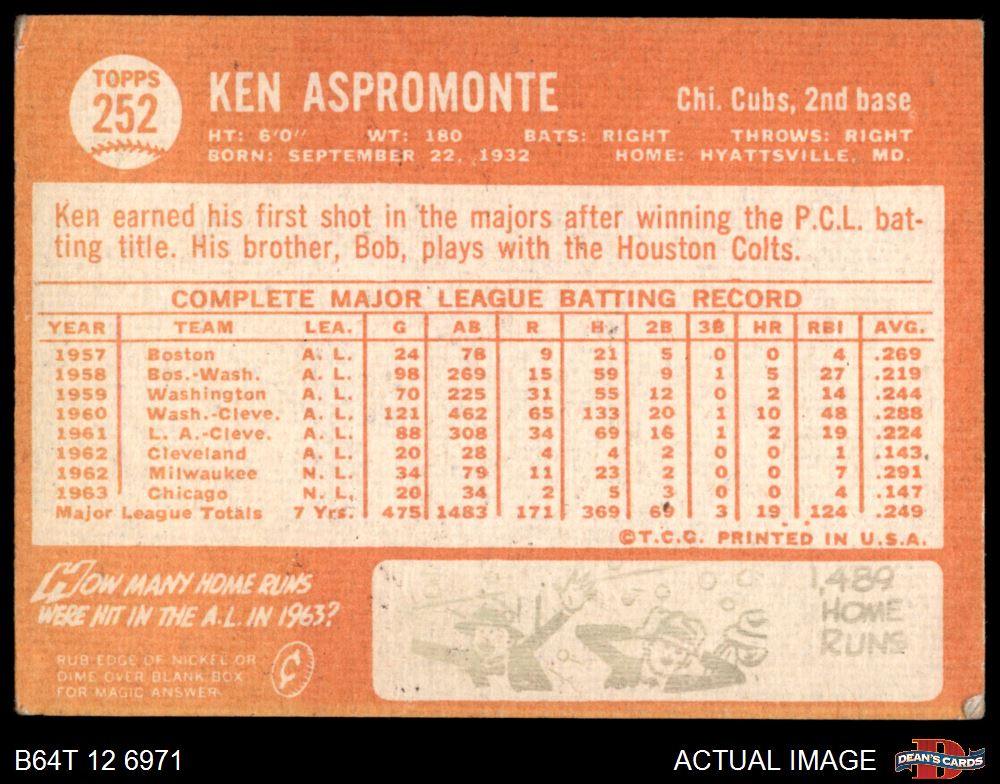 TOPPS
252
KEN ASPROMONTE
Chi. Cubs, 2nd base
HT: 6'0" WT: 180 BATS: RIGHT THROWS: RIGHT
BORN: SEPTEMBER 22, 1932 HOME: HYATTSVILLE, MD.
Ken earned his first shot in the majors after winning the P.C.L. bat-
ting title. His brother, Bob, plays with the Houston Colts.
COMPLETE MAJOR LEAGUE BATTING RECORD
YEAR TEAM LEA. G AB R H 2B 3B HR RBI AVG.
1957 Boston A. L. 24 78 9 21 5 0 0 4 .269
1958 Bos.-Wash. A. L. 98 269 15 59 9 1 5 27 .219
1959 Washington A. L. 70 225 31 55 12 0 2 14 .244
1960 Wash.-Cleve. A. L. 121 462 65 133 20 1 10 48 .288
1961 L. A.-Cleve. A. L. 88 308 34 69 16 1 2 19 .224
1962 Cleveland A. L. 20 28 4 4 2 0 0 1 .143
1962 Milwaukee N. L. 34 79 11 23 2 0 0 7 .291
1963 Chicago N. L. 20 34 2 5 3 0 0 4 .147
Major League Totals 7 Yrs. 475 1483 171 369 69 3 19 124 .249
©T.C.G. PRINTED IN U.S.A.
HOW MANY HOME RUNS
WERE HIT IN THE A.L. IN 1963?
RUB EDGE OF NICKEL OR
DIME OVER BLANK BOX
FOR MAGIC ANSWER
¢
1,489
HOME
RUNS
B64T 12 6971
ACTUAL IMAGE
D
DEAN'S CARDS